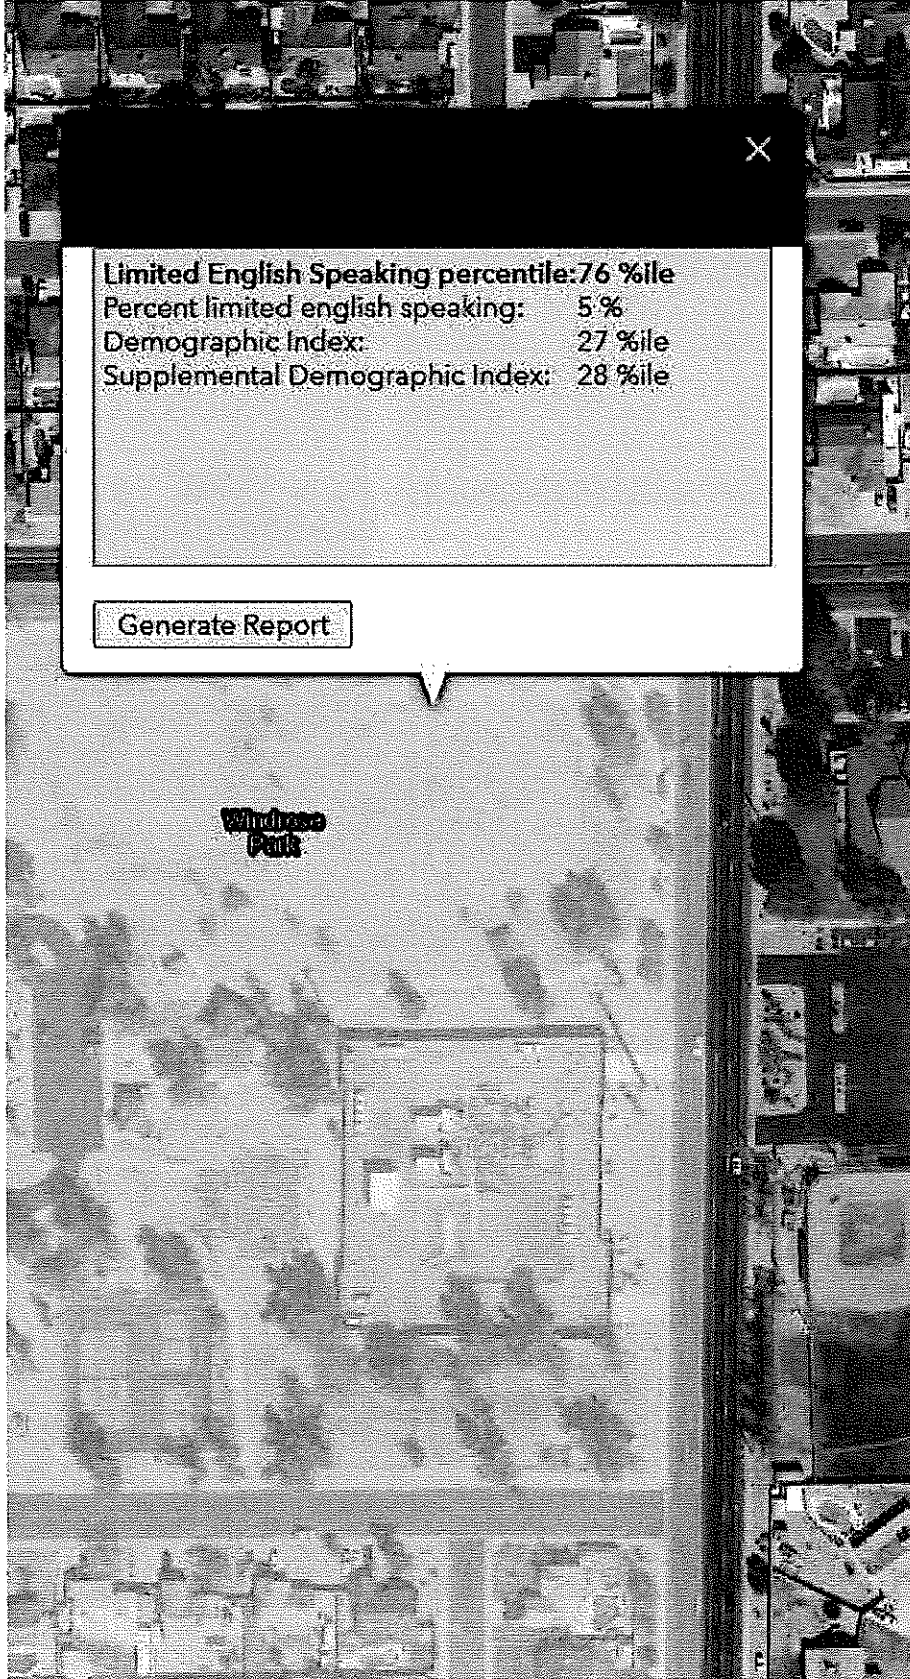 Limited English Speaking percentile:76 %ile
Percent limited english speaking: 5 %
Demographic Index: 27 %ile
Supplemental Demographic Index: 28 %ile
Generate Report
Windrose
Park